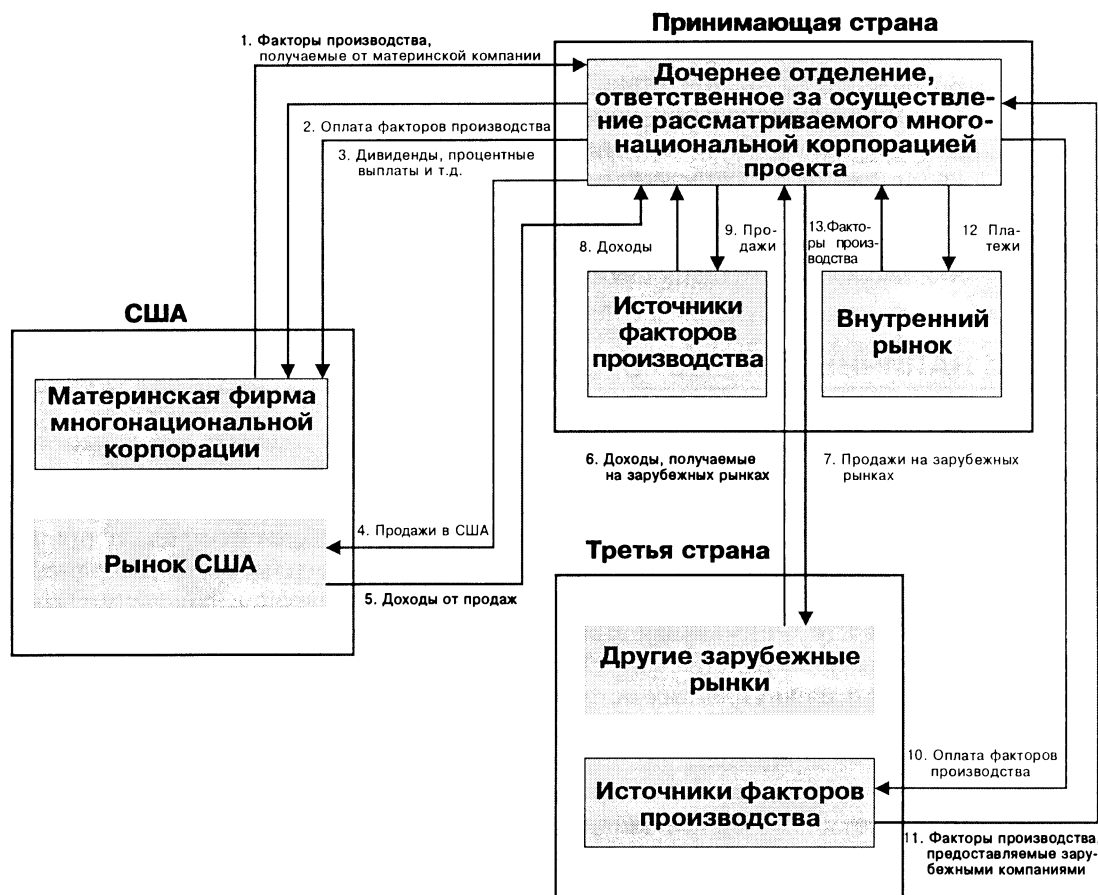 Принимающая страна
1. Факторы производства,
получаемые от материнской компании
Дочернее отделение,
ответственное за осуществле-
ние рассматриваемого много-
национальной корпорацией
проекта
2. Оплата факторов производства
3. Дивиденды, процентные
выплаты и т.д.
8. Доходы
9. Про-
дажи
13.Факто-
ры произ-
водства
12 Пла-
тежи
Источники
факторов
производства
Внутренний
рынок
США
Материнская фирма
многонациональной
корпорации
6. Доходы, получаемые
на зарубежных рынках
7. Продажи на зарубежных
рынках
4. Продажи в США
Рынок США
5. Доходы от продаж
Третья страна
Другие зарубежные
рынки
10. Оплата факторов
производства
Источники факторов
производства
11. Факторы производства,
предоставляемые зару-
бежными компаниями